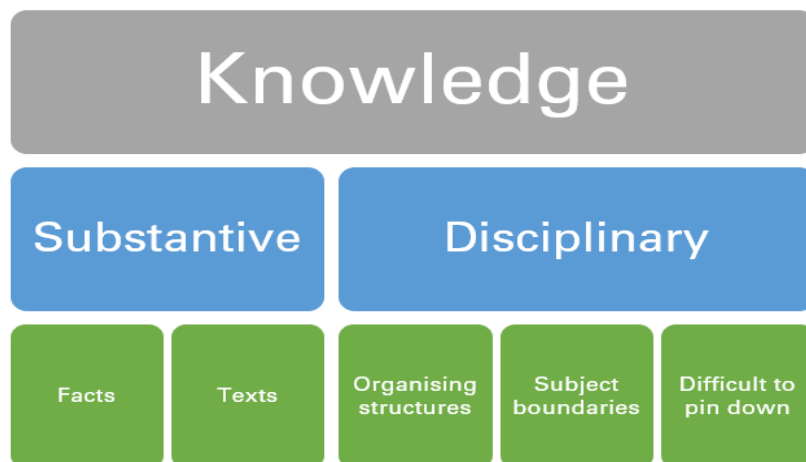 Knowledge
Substantive
Disciplinary
Facts
Texts
Organising
structures
Subject
boundaries
Difficult to
pin down